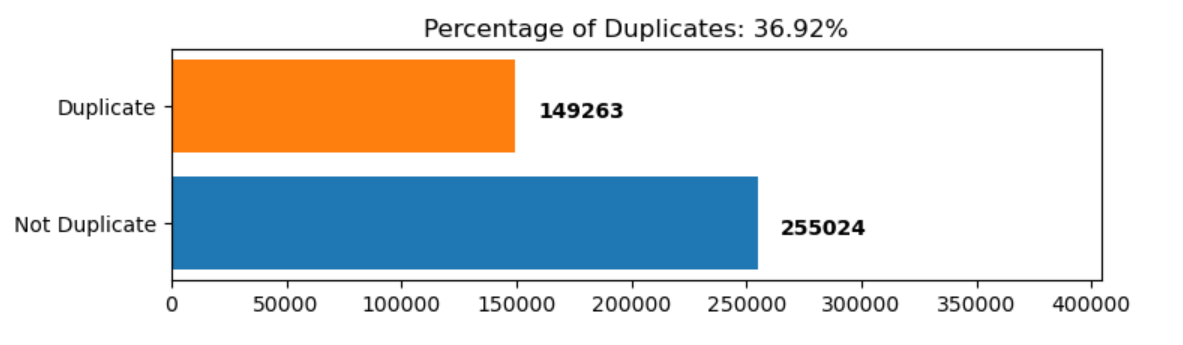 Percentage of Duplicates: 36.92%
Duplicate
149263
Not Duplicate
255024
0 50000 100000 150000 200000 250000 300000 350000 400000